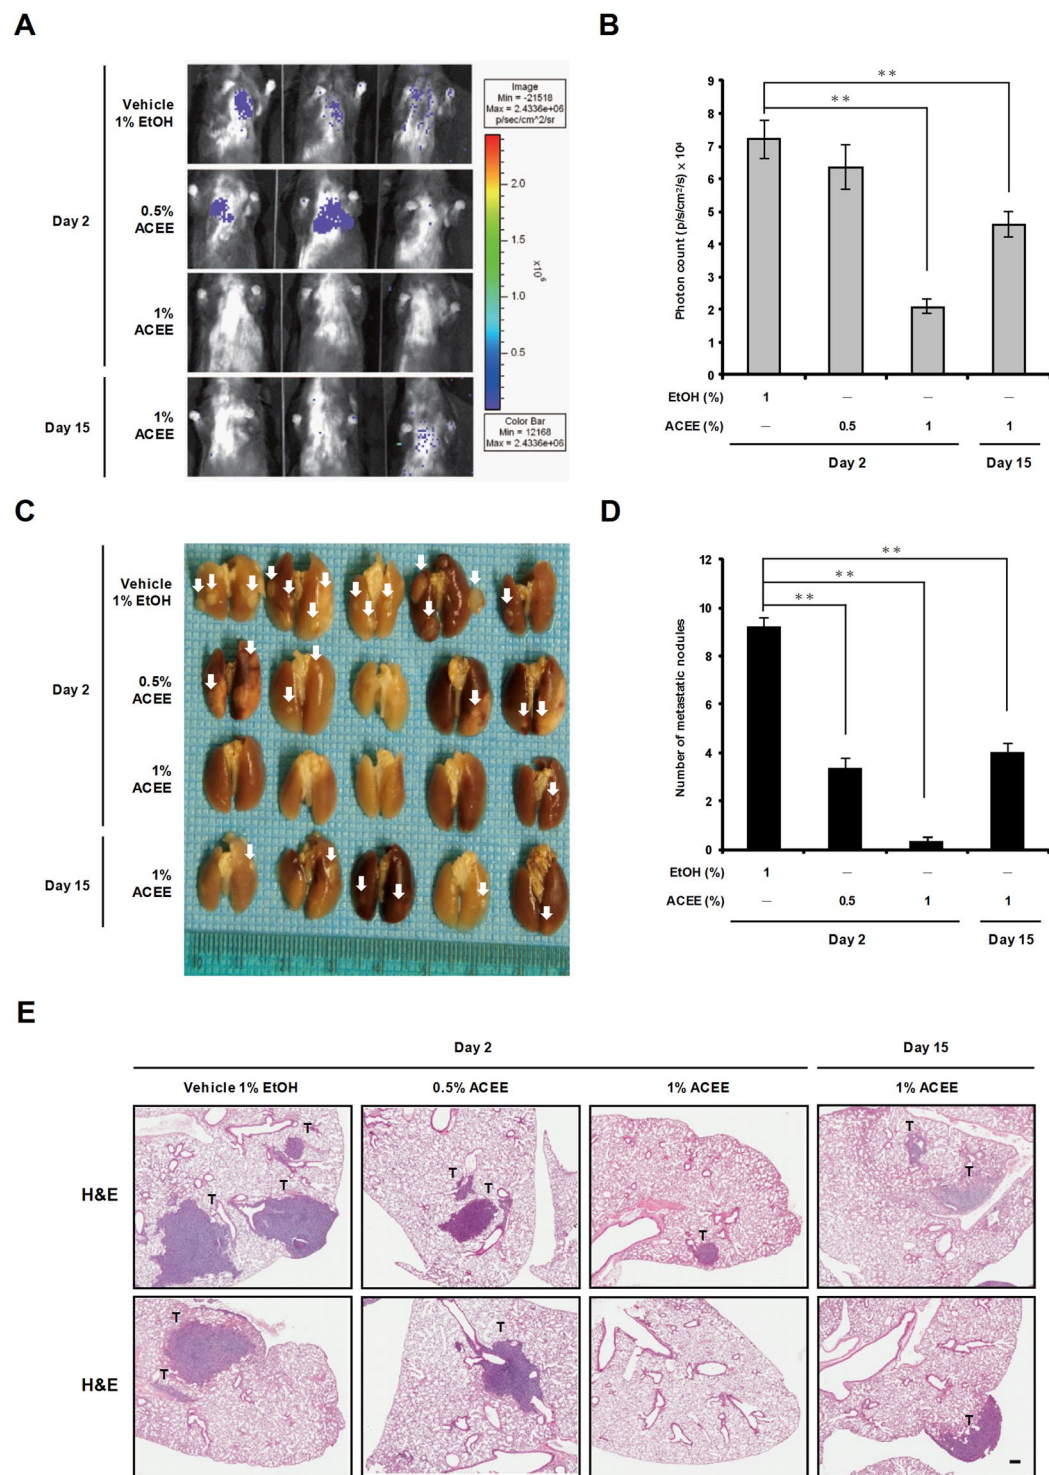 A
Vehicle
1% EtOH
0.5%
ACEE
Day 2
1%
ACEE
Day 15
1%
ACEE
Image
Min = -21518
Max = 2.4336e+06
p/sec/cm^2/sr
2.0
1.5
1.0
0.5
x10^6
Color Bar
Min = 12168
Max = 2.4336e+06
B
Photon count (p/s/cm²/s) x 10⁴
9
8
7
6
5
4
3
2
1
0
**
**
EtOH (%) 1 – – –
ACEE (%) – 0.5 1 1
Day 2 Day 15
C
Vehicle
1% EtOH
0.5%
ACEE
Day 2
1%
ACEE
Day 15
1%
ACEE
D
Number of metastatic nodules
12
10
8
6
4
2
0
**
**
**
EtOH (%) 1 – – –
ACEE (%) – 0.5 1 1
Day 2 Day 15
E
Day 2 Day 15
Vehicle 1% EtOH 0.5% ACEE 1% ACEE 1% ACEE
H&E
T T T
T T
T
T T
H&E
T T
T
T